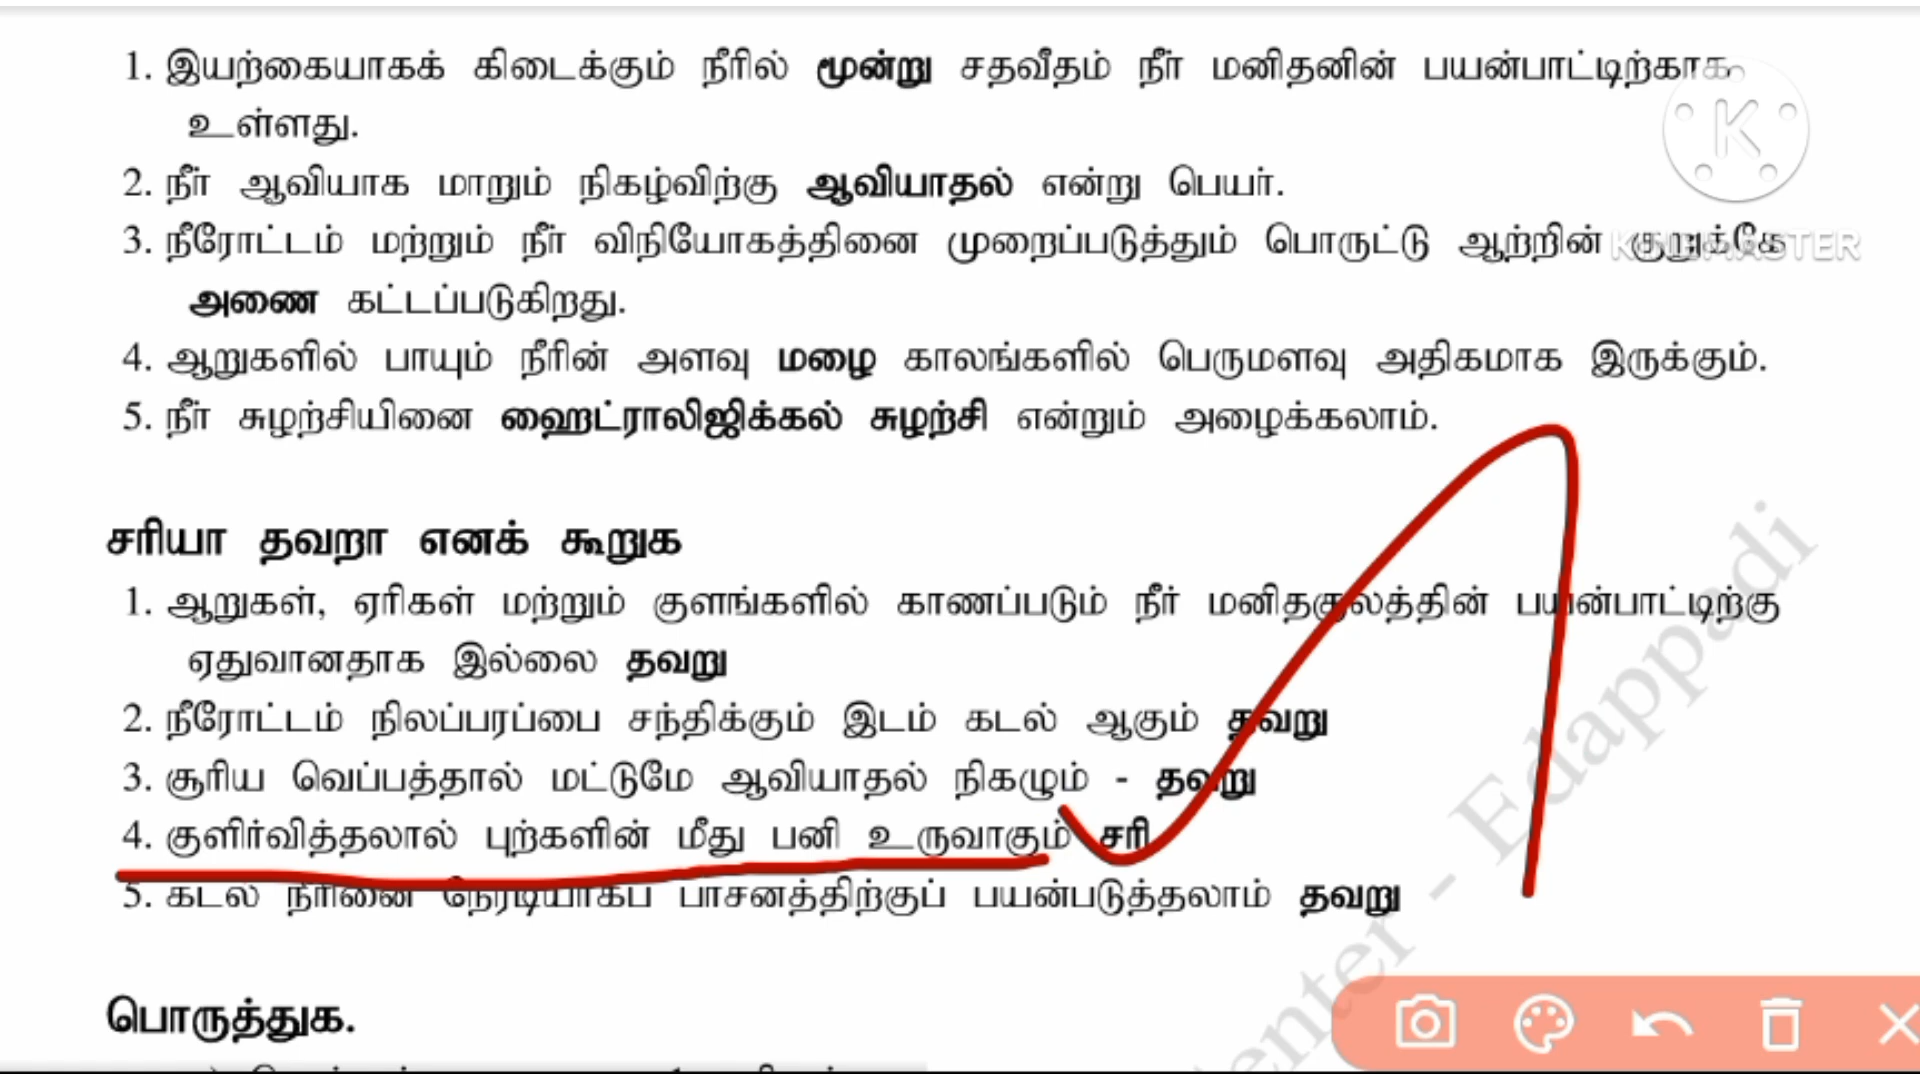 1. இயற்கையாகக் கிடைக்கும் நீரில் மூன்று சதவீதம் நீர் மனிதனின் பயன்பாட்டிற்காக
உள்ளது.
2. நீர் ஆவியாக மாறும் நிகழ்விற்கு ஆவியாதல் என்று பெயர்.
3. நீரோட்டம் மற்றும் நீர் விநியோகத்தினை முறைப்படுத்தும் பொருட்டு ஆற்றின் குறுக்கே
அணை கட்டப்படுகிறது.
4. ஆறுகளில் பாயும் நீரின் அளவு மழை காலங்களில் பெருமளவு அதிகமாக இருக்கும்.
5. நீர் சுழற்சியினை ஹைட்ராலிஜிக்கல் சுழற்சி என்றும் அழைக்கலாம்.
சரியா தவறா எனக் கூறுக
1. ஆறுகள், ஏரிகள் மற்றும் குளங்களில் காணப்படும் நீர் மனிதகுலத்தின் பயன்பாட்டிற்கு
ஏதுவானதாக இல்லை தவறு
2. நீரோட்டம் நிலப்பரப்பை சந்திக்கும் இடம் கடல் ஆகும் தவறு
3. சூரிய வெப்பத்தால் மட்டுமே ஆவியாதல் நிகழும் - தவறு
4. குளிர்வித்தலால் புற்களின் மீது பனி உருவாகும் சரி
5. கடல் நீரினை நேரடியாகப் பாசனத்திற்குப் பயன்படுத்தலாம் தவறு
பொருத்துக.
K
KINEMASTER
enter - Edappadi